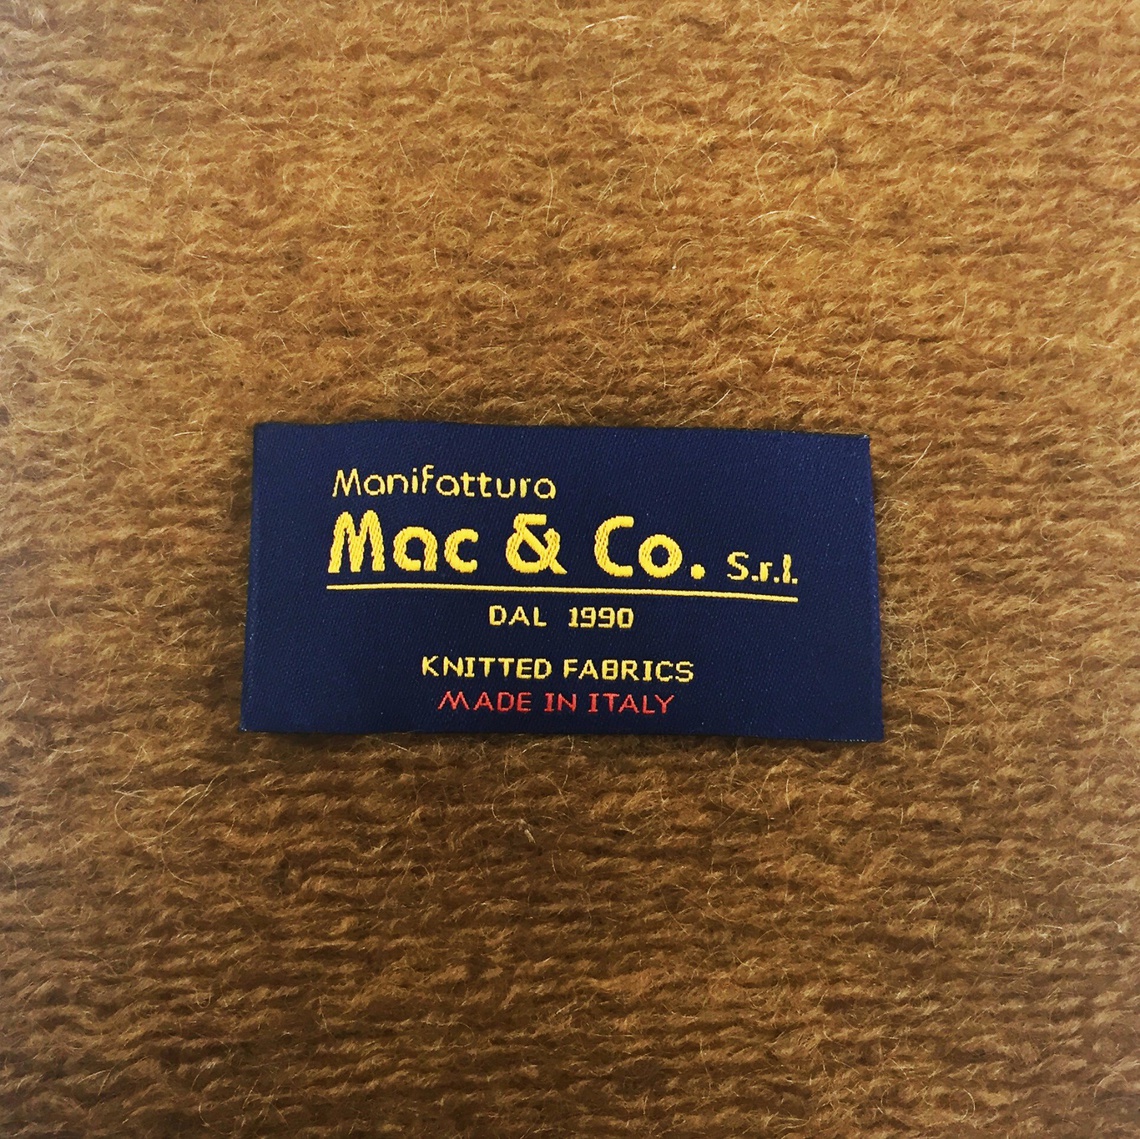 Manifattura
Mac & Co. S.r.l.
DAL 1990
KNITTED FABRICS
MADE IN ITALY